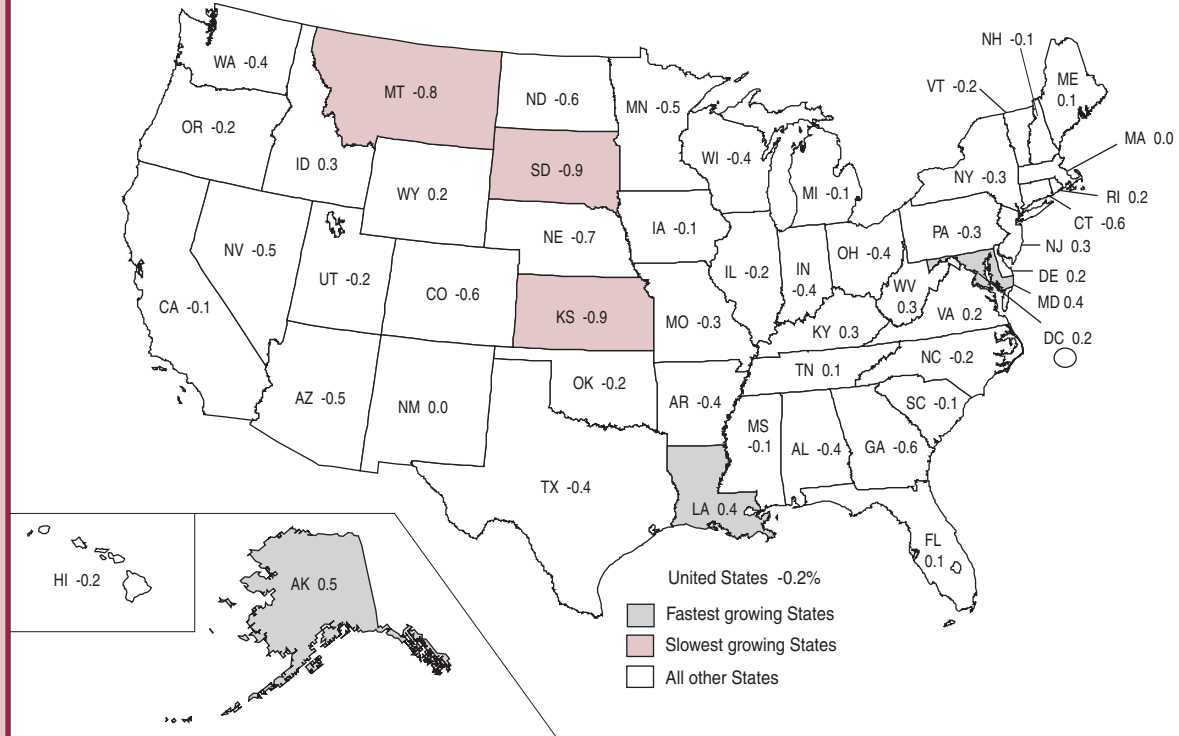 NH -0.1
VT -0.2
ME
0.1
WA -0.4
MT -0.8
ND -0.6
MN -0.5
OR -0.2
MA 0.0
ID 0.3
SD -0.9
WI -0.4
MI -0.1
NY -0.3
WY 0.2
RI 0.2
CT -0.6
IA -0.1
PA -0.3
NE -0.7
NJ 0.3
NV -0.5
OH -0.4
UT -0.2
IL -0.2
IN
-0.4
DE 0.2
CO -0.6
WV
0.3
MD 0.4
CA -0.1
KS -0.9
MO -0.3
VA 0.2
KY 0.3
DC 0.2
NC -0.2
TN 0.1
OK -0.2
AZ -0.5
NM 0.0
AR -0.4
SC -0.1
MS
-0.1
AL -0.4
GA -0.6
TX -0.4
LA 0.4
FL
0.1
HI -0.2
AK 0.5
United States -0.2%
Fastest growing States
Slowest growing States
All other States